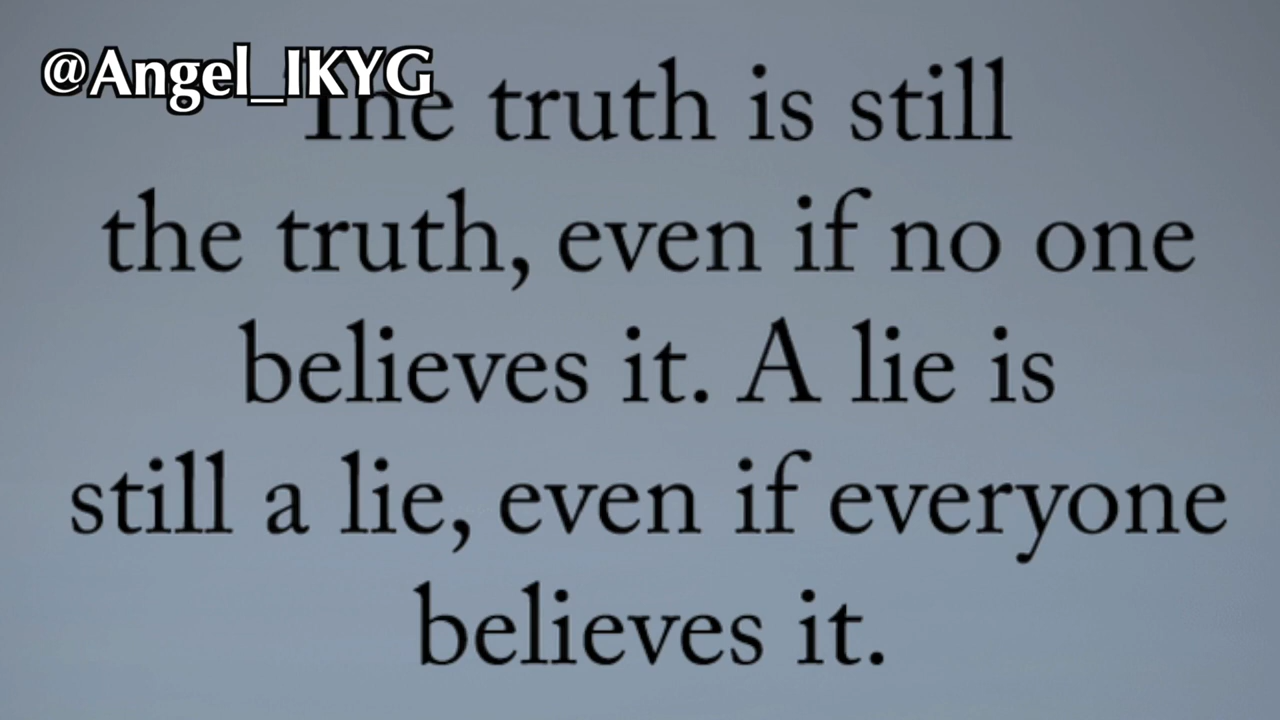 @Angel_IKYG
The truth is still
the truth, even if no one
believes it. A lie is
still a lie, even if everyone
believes it.